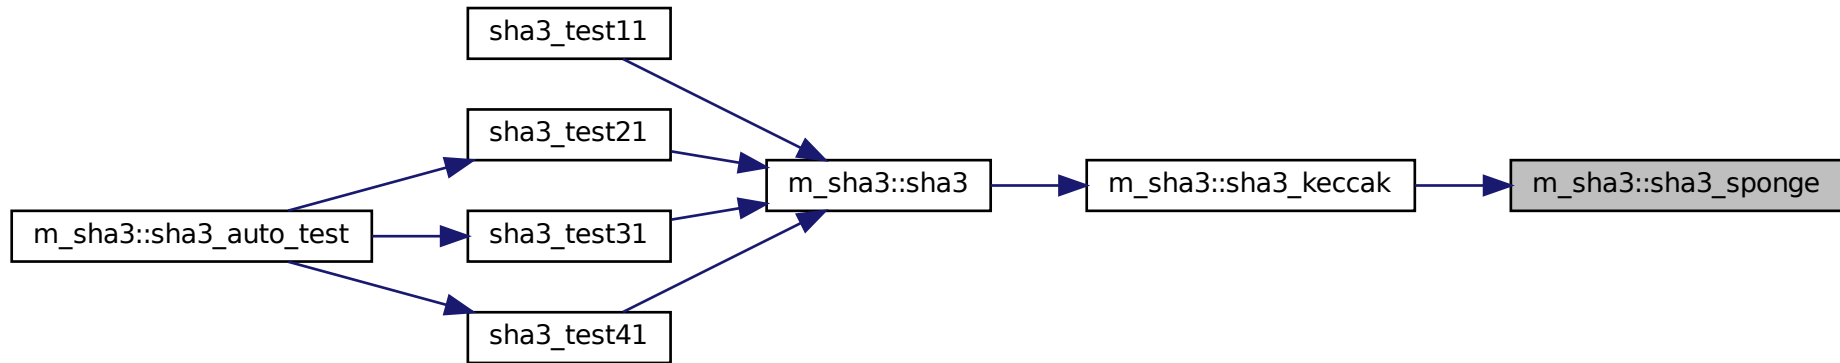 sha3_test11
sha3_test21
m_sha3::sha3
m_sha3::sha3_keccak
m_sha3::sha3_sponge
m_sha3::sha3_auto_test
sha3_test31
sha3_test41